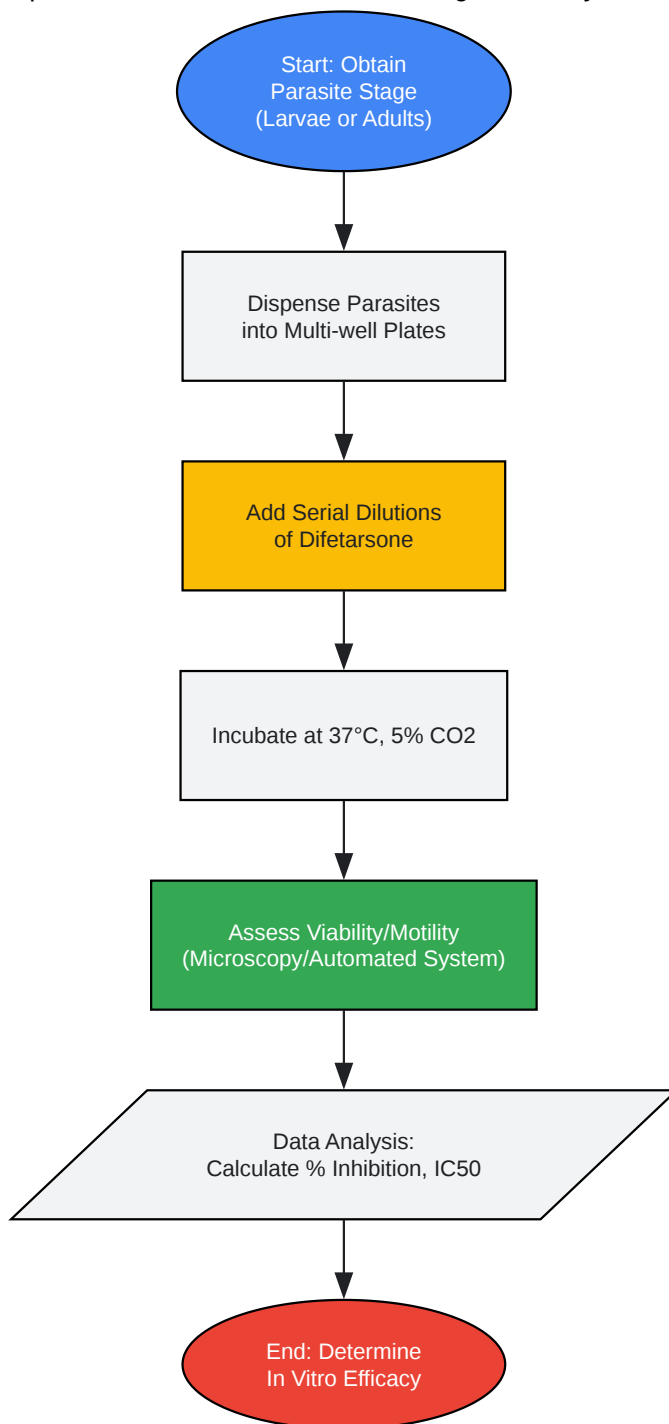 Start: Obtain
Parasite Stage
(Larvae or Adults)
Dispense Parasites
into Multi-well Plates
Add Serial Dilutions
of Difetarsone
Incubate at 37°C, 5% CO2
Assess Viability/Motility
(Microscopy/Automated System)
Data Analysis:
Calculate % Inhibition, IC50
End: Determine
In Vitro Efficacy